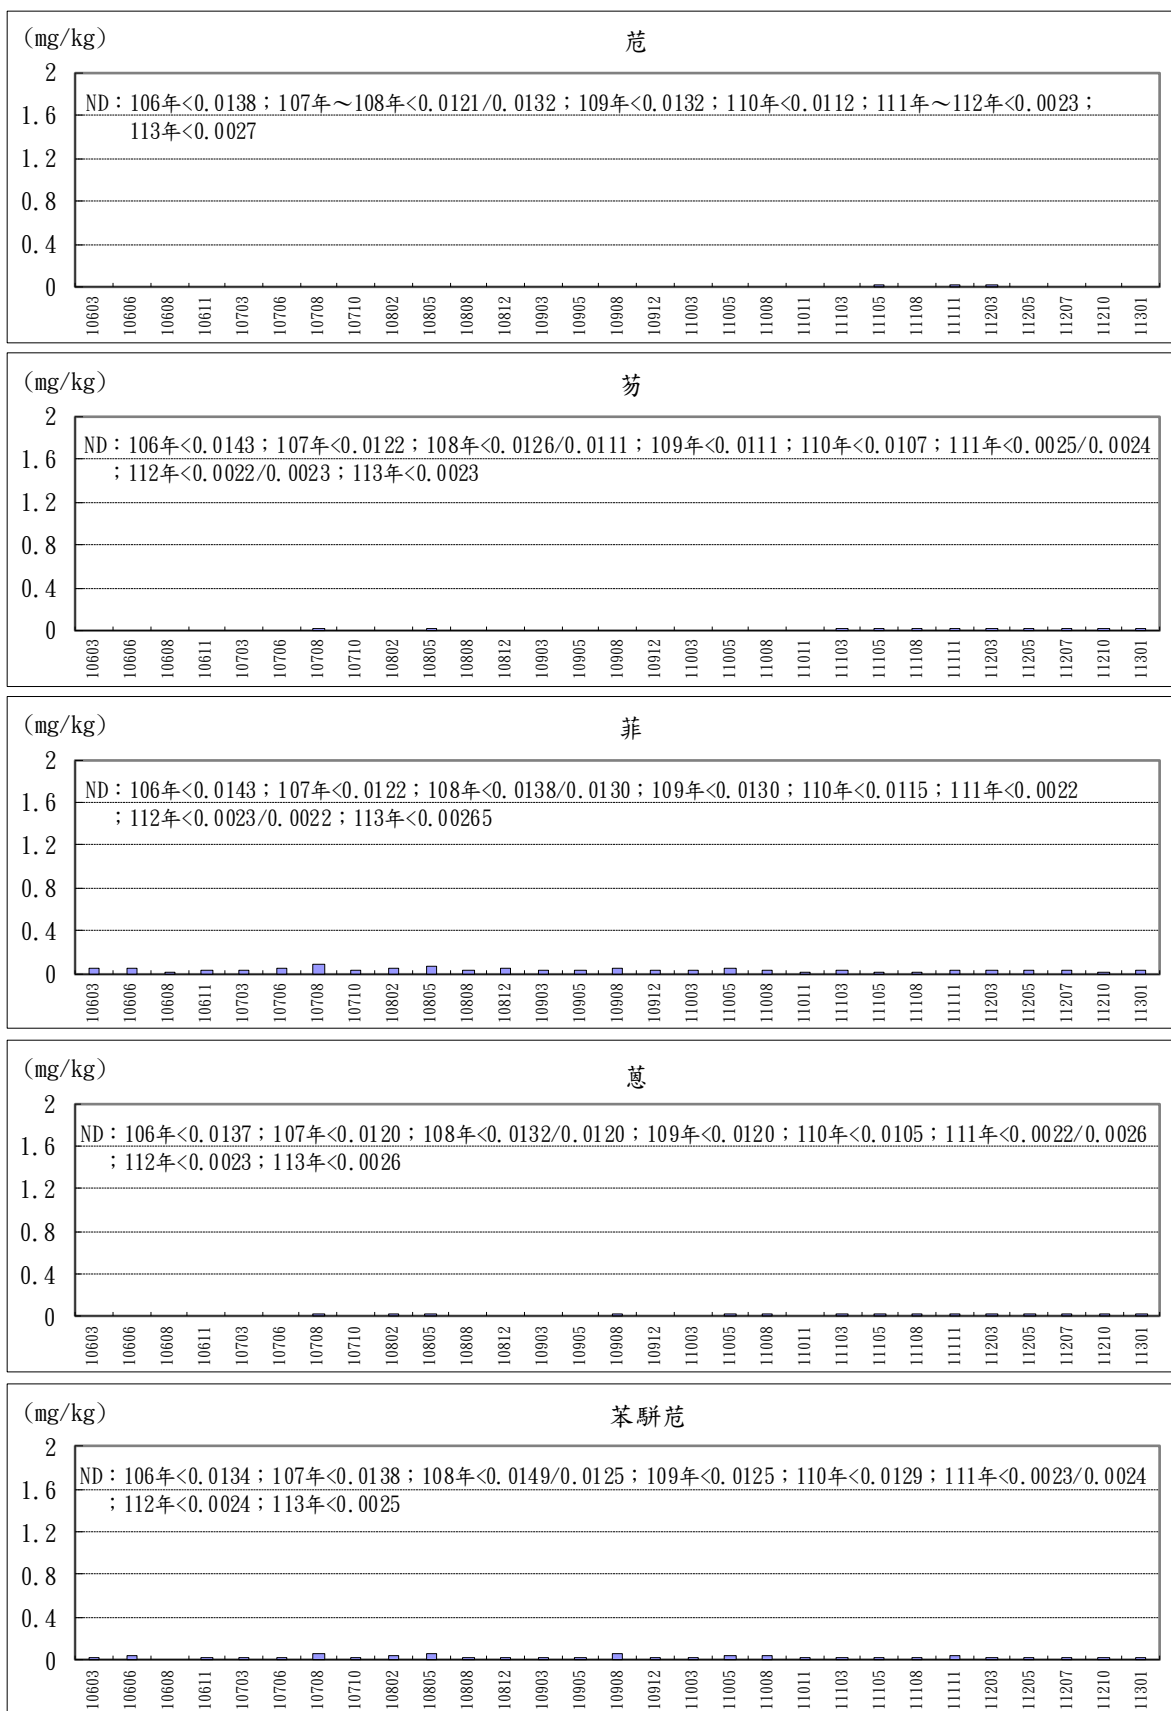 (mg/kg)
苊
2
ND：106年<0.0138；107年～108年<0.0121/0.0132；109年<0.0132；110年<0.0112；111年～112年<0.0023；
113年<0.0027
1.6
1.2
0.8
0.4
0
10603 10606 10608 10611 10703 10706 10708 10710 10802 10805 10808 10812 10903 10905 10908 10912 11003 11005 11008 11011 11103 11105 11108 11111 11203 11205 11207 11210 11301
(mg/kg)
芴
2
ND：106年<0.0143；107年<0.0122；108年<0.0126/0.0111；109年<0.0111；110年<0.0107；111年<0.0025/0.0024
；112年<0.0022/0.0023；113年<0.0023
1.6
1.2
0.8
0.4
0
10603 10606 10608 10611 10703 10706 10708 10710 10802 10805 10808 10812 10903 10905 10908 10912 11003 11005 11008 11011 11103 11105 11108 11111 11203 11205 11207 11210 11301
(mg/kg)
菲
2
ND：106年<0.0143；107年<0.0122；108年<0.0138/0.0130；109年<0.0130；110年<0.0115；111年<0.0022
；112年<0.0023/0.0022；113年<0.00265
1.6
1.2
0.8
0.4
0
10603 10606 10608 10611 10703 10706 10708 10710 10802 10805 10808 10812 10903 10905 10908 10912 11003 11005 11008 11011 11103 11105 11108 11111 11203 11205 11207 11210 11301
(mg/kg)
蒽
2
ND：106年<0.0137；107年<0.0120；108年<0.0132/0.0120；109年<0.0120；110年<0.0105；111年<0.0022/0.0026
；112年<0.0023；113年<0.0026
1.6
1.2
0.8
0.4
0
10603 10606 10608 10611 10703 10706 10708 10710 10802 10805 10808 10812 10903 10905 10908 10912 11003 11005 11008 11011 11103 11105 11108 11111 11203 11205 11207 11210 11301
(mg/kg)
苯駢苊
2
ND：106年<0.0134；107年<0.0138；108年<0.0149/0.0125；109年<0.0125；110年<0.0129；111年<0.0023/0.0024
；112年<0.0024；113年<0.0025
1.6
1.2
0.8
0.4
0
10603 10606 10608 10611 10703 10706 10708 10710 10802 10805 10808 10812 10903 10905 10908 10912 11003 11005 11008 11011 11103 11105 11108 11111 11203 11205 11207 11210 11301